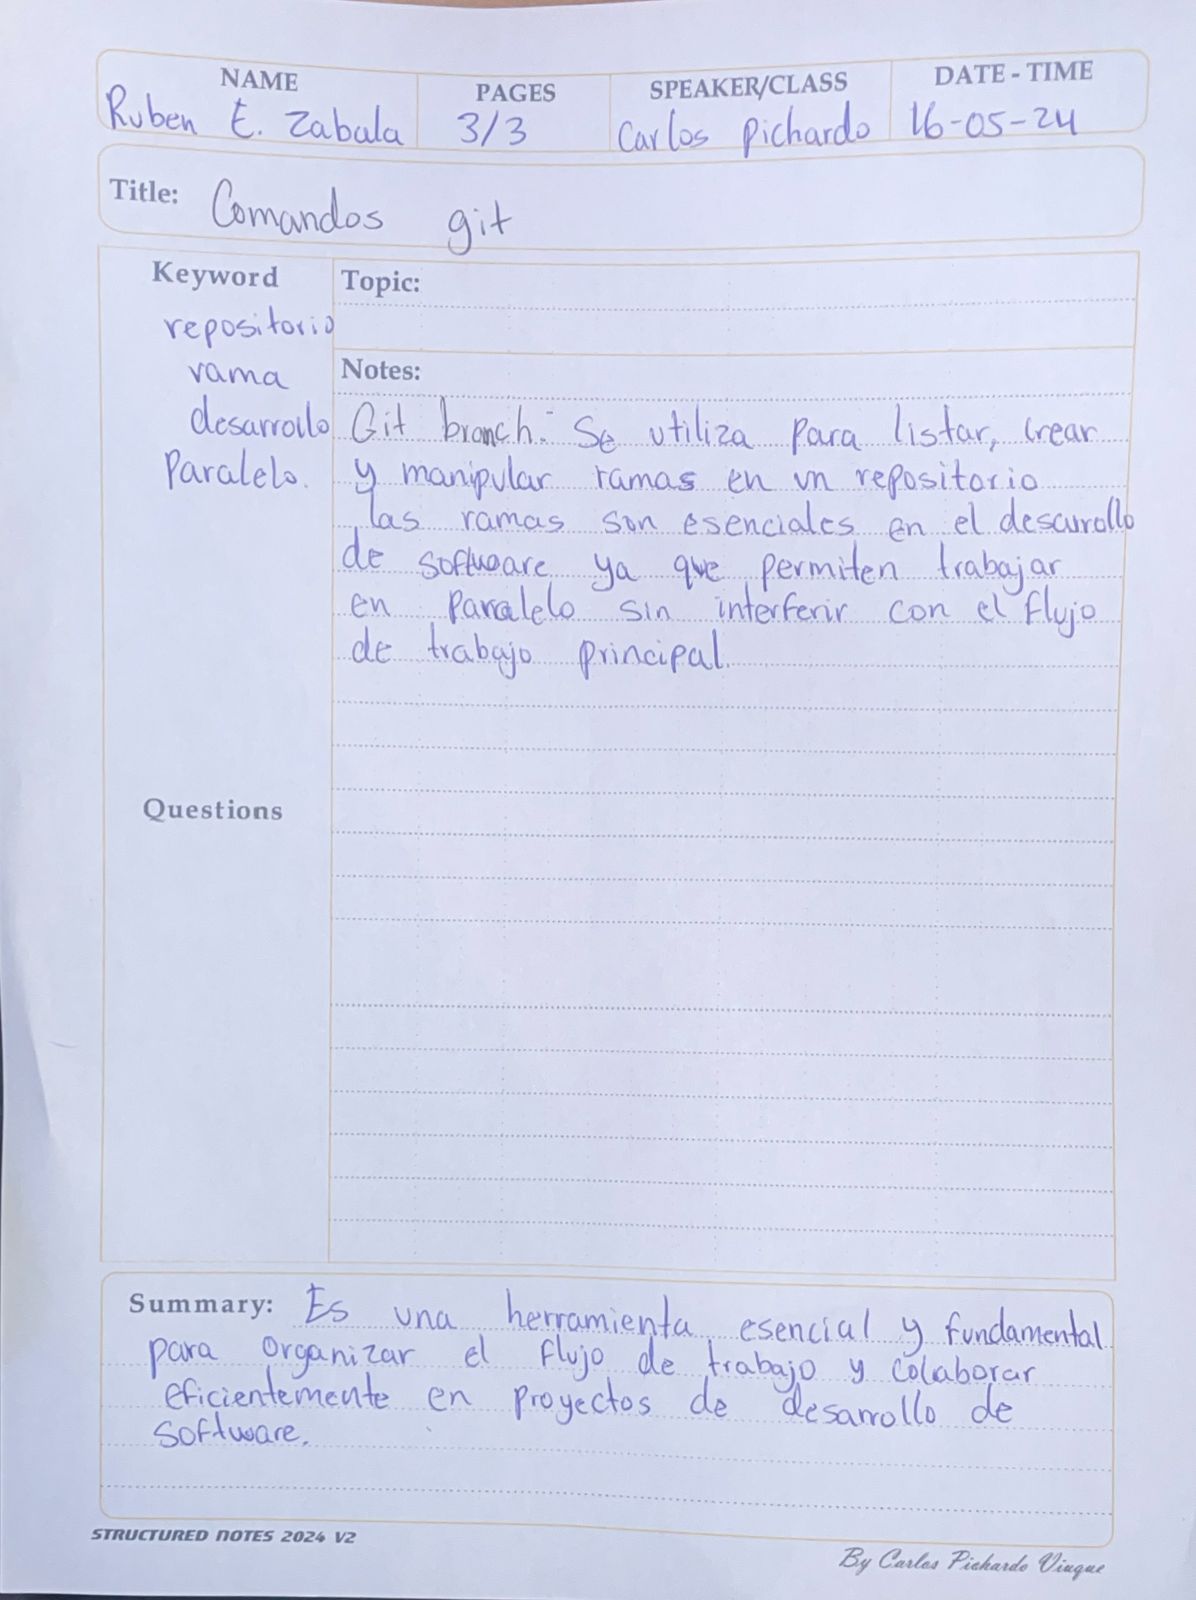 NAME PAGES SPEAKER/CLASS DATE - TIME
Ruben E. Zabala 3/3 Carlos Pichardo 16-05-24
Title: Comandos git
Keyword
repositorio
rama
desarrollo
Paralelo.
Topic:
Notes:
Git branch: Se utiliza para listar, crear
y manipular ramas en un repositorio
las ramas son esenciales en el desarrollo
de software ya que permiten trabajar
en paralelo sin interferir con el flujo
de trabajo principal.
Questions
Summary: Es una herramienta esencial y fundamental
para organizar el flujo de trabajo y colaborar
eficientemente en proyectos de desarrollo de
software.
STRUCTURED NOTES 2024 V2
By Carlos Pichardo Viuque